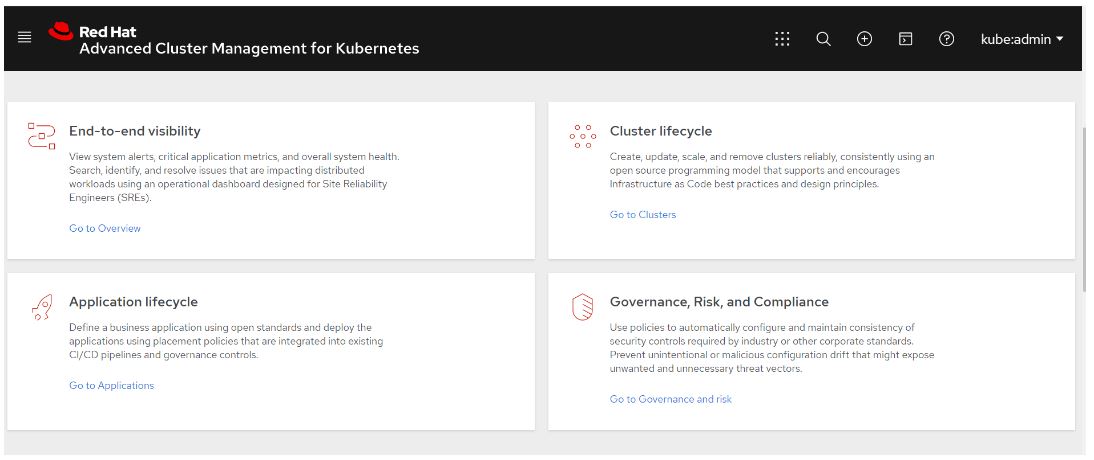 Red Hat
Advanced Cluster Management for Kubernetes
kube:admin
End-to-end visibility
View system alerts, critical application metrics, and overall system health.
Search, identify, and resolve issues that are impacting distributed
workloads using an operational dashboard designed for Site Reliability
Engineers (SREs).
Go to Overview
Cluster lifecycle
Create, update, scale, and remove clusters reliably, consistently using an
open source programming model that supports and encourages
Infrastructure as Code best practices and design principles.
Go to Clusters
Application lifecycle
Define a business application using open standards and deploy the
applications using placement policies that are integrated into existing
CI/CD pipelines and governance controls.
Go to Applications
Governance, Risk, and Compliance
Use policies to automatically configure and maintain consistency of
security controls required by industry or other corporate standards.
Prevent unintentional or malicious configuration drift that might expose
unwanted and unnecessary threat vectors.
Go to Governance and risk